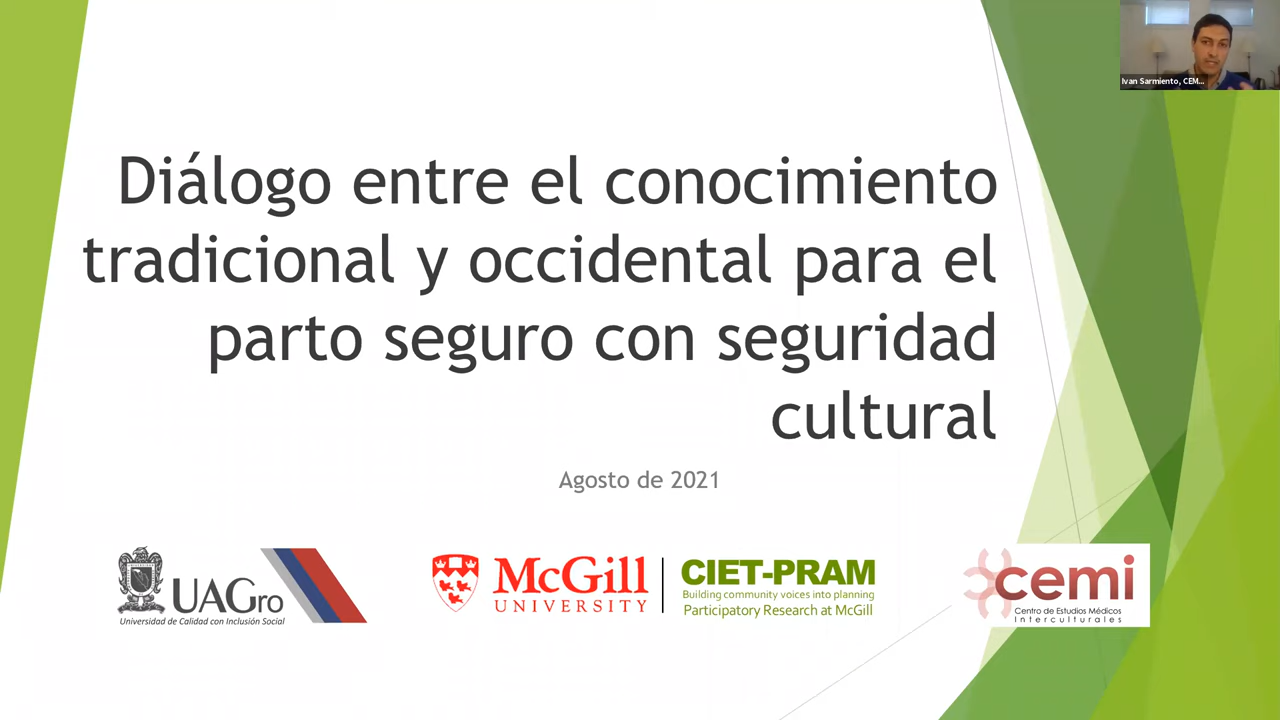 Ivan Sarmiento, CEM...
Diálogo entre el conocimiento
tradicional y occidental para el
parto seguro con seguridad
cultural
Agosto de 2021
UAGro
Universidad de Calidad con Inclusión Social
McGill
UNIVERSITY
CIET-PRAM
Building community voices into planning
Participatory Research at McGill
cemi
Centro de Estudios Médicos
Interculturales